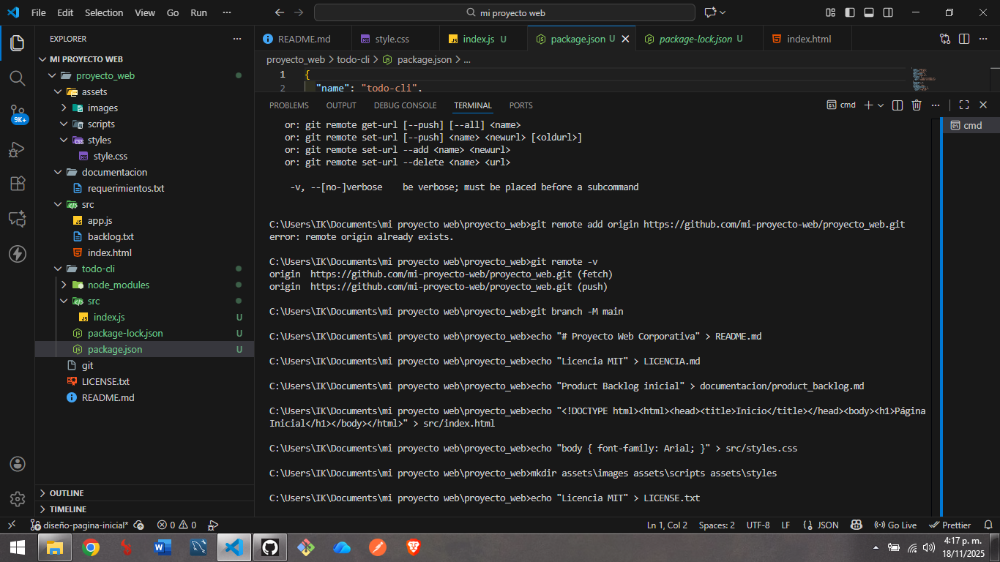 File Edit Selection View Go Run ···
mi proyecto web
EXPLORER ···
README.md
style.css
index.js U
package.json U
package-lock.json U
index.html
MI PROYECTO WEB
proyecto_web
assets
images
scripts
styles
style.css
documentacion
requerimientos.txt
src
app.js
backlog.txt
index.html
todo-cli
node_modules
src
index.js U
package-lock.json U
package.json U
git
LICENSE.txt
README.md
OUTLINE
TIMELINE
9K+
proyecto_web > todo-cli > package.json > ...
1 {
2 "name": "todo-cli",
PROBLEMS OUTPUT DEBUG CONSOLE TERMINAL PORTS
cmd
cmd
or: git remote get-url [--push] [--all] <name>
or: git remote set-url [--push] <name> <newurl> [<oldurl>]
or: git remote set-url --add <name> <newurl>
or: git remote set-url --delete <name> <url>
-v, --[no-]verbose be verbose; must be placed before a subcommand
C:\Users\IK\Documents\mi proyecto web\proyecto_web>git remote add origin https://github.com/mi-proyecto-web/proyecto_web.git
error: remote origin already exists.
C:\Users\IK\Documents\mi proyecto web\proyecto_web>git remote -v
origin https://github.com/mi-proyecto-web/proyecto_web.git (fetch)
origin https://github.com/mi-proyecto-web/proyecto_web.git (push)
C:\Users\IK\Documents\mi proyecto web\proyecto_web>git branch -M main
C:\Users\IK\Documents\mi proyecto web\proyecto_web>echo "# Proyecto Web Corporativa" > README.md
C:\Users\IK\Documents\mi proyecto web\proyecto_web>echo "Licencia MIT" > LICENCIA.md
C:\Users\IK\Documents\mi proyecto web\proyecto_web>echo "Product Backlog inicial" > documentacion/product_backlog.md
C:\Users\IK\Documents\mi proyecto web\proyecto_web>echo "<!DOCTYPE html><html><head><title>Inicio</title></head><body><h1>Página
Inicial</h1></body></html>" > src/index.html
C:\Users\IK\Documents\mi proyecto web\proyecto_web>echo "body { font-family: Arial; }" > src/styles.css
C:\Users\IK\Documents\mi proyecto web\proyecto_web>mkdir assets\images assets\scripts assets\styles
C:\Users\IK\Documents\mi proyecto web\proyecto_web>echo "Licencia MIT" > LICENSE.txt
diseño-pagina-inicial* 0 0 Ln 1, Col 2 Spaces: 2 UTF-8 LF {} JSON Go Live Prettier
4:17 p. m.
18/11/2025